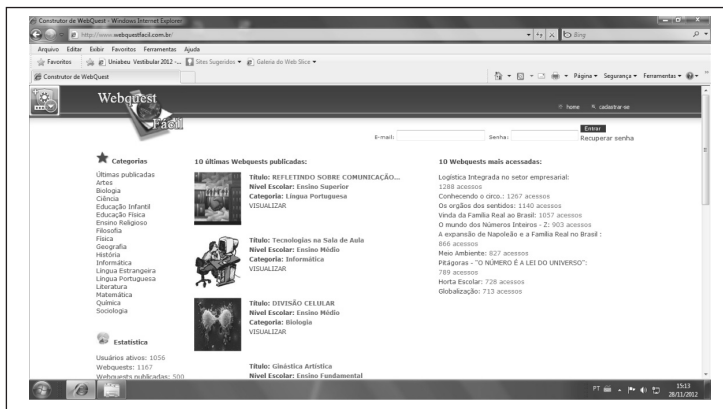 Construtor de WebQuest - Windows Internet Explorer
http://www.webquestfacil.com.br/
Bing
Arquivo Editar Exibir Favoritos Ferramentas Ajuda
Favoritos Uniabeu Vestibular 2012 -... Sites Sugeridos Galeria do Web Slice
Construtor de WebQuest
Página Segurança Ferramentas
Webquest
Fácil
home cadastrar-se
E-mail: Senha: Entrar
Recuperar senha
Categorias
Últimas publicadas
Artes
Biologia
Ciência
Educação Infantil
Educação Física
Ensino Religioso
Filosofia
Física
Geografia
História
Informática
Língua Estrangeira
Língua Portuguesa
Literatura
Matemática
Química
Sociologia
Estatística
Usuários ativos: 1056
Webquests: 1167
Webquests publicadas: 500
10 últimas Webquests publicadas:
Título: REFLETINDO SOBRE COMUNICAÇÃO...
Nível Escolar: Ensino Superior
Categoria: Língua Portuguesa
VISUALIZAR
Título: Tecnologias na Sala de Aula
Nível Escolar: Ensino Médio
Categoria: Informática
VISUALIZAR
Título: DIVISÃO CELULAR
Nível Escolar: Ensino Médio
Categoria: Biologia
VISUALIZAR
Título: Ginástica Artística
Nível Escolar: Ensino Fundamental
10 Webquests mais acessadas:
Logística Integrada no setor empresarial:
1288 acessos
Conhecendo o circo.: 1267 acessos
Os orgãos dos sentidos: 1140 acessos
Vinda da Família Real ao Brasil: 1057 acessos
O mundo dos Números Inteiros - Z: 903 acessos
A expansão de Napoleão e a Família Real no Brasil :
866 acessos
Meio Ambiente: 827 acessos
Pitágoras - "O NÚMERO É A LEI DO UNIVERSO":
789 acessos
Horta Escolar: 728 acessos
Globalização: 713 acessos
PT
15:13
28/11/2012